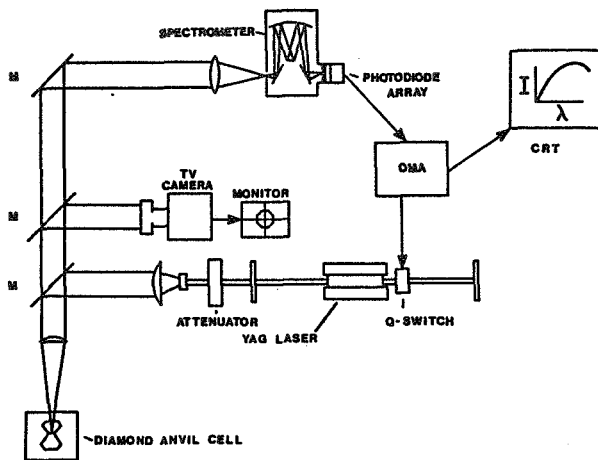 SPECTROMETER
M
PHOTODIODE
ARRAY
I
λ
CRT
OMA
TV
CAMERA
MONITOR
M
M
ATTENUATOR
YAG LASER
Q-SWITCH
DIAMOND ANVIL CELL